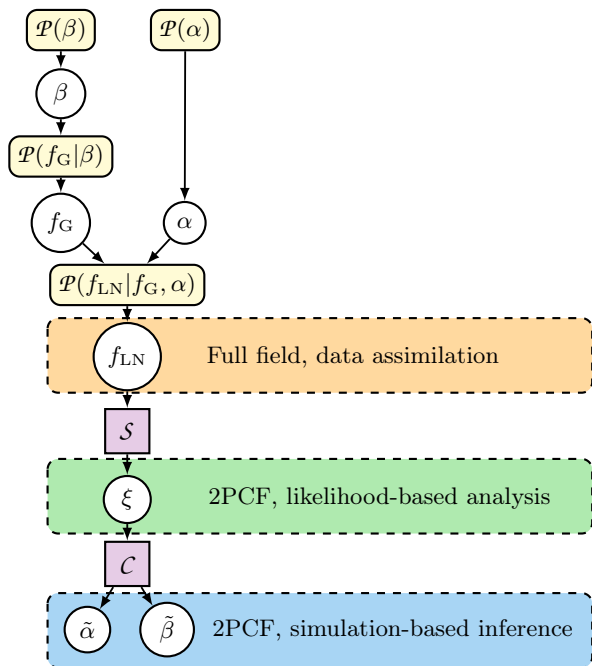 𝒫(β) 𝒫(α)
β
𝒫(f_G|β)
f_G α
𝒫(f_LN|f_G, α)
f_LN Full field, data assimilation
𝒮
ξ 2PCF, likelihood-based analysis
𝒞
α̃ β̃ 2PCF, simulation-based inference